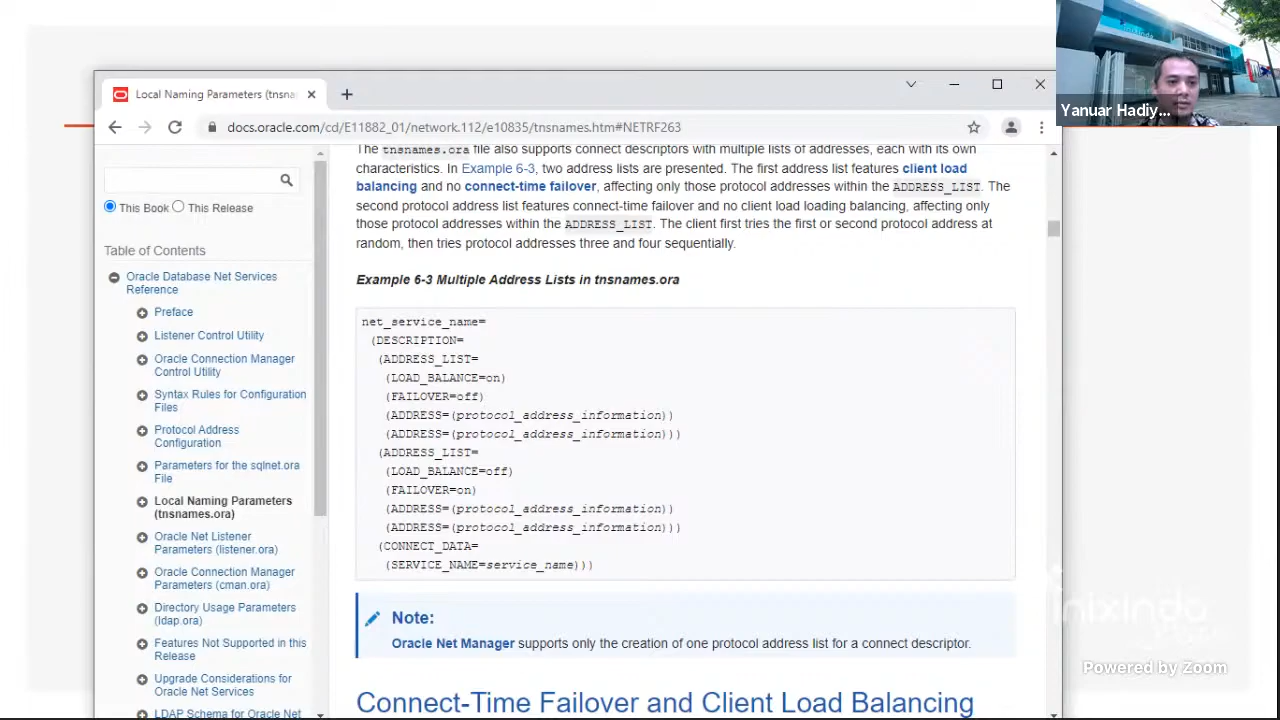 Local Naming Parameters (tnsna
docs.oracle.com/cd/E11882_01/network.112/e10835/tnsnames.htm#NETRF263
Yanuar Hadiy...
This Book
This Release
Table of Contents
Oracle Database Net Services
Reference
Preface
Listener Control Utility
Oracle Connection Manager
Control Utility
Syntax Rules for Configuration
Files
Protocol Address
Configuration
Parameters for the sqlnet.ora
File
Local Naming Parameters
(tnsnames.ora)
Oracle Net Listener
Parameters (listener.ora)
Oracle Connection Manager
Parameters (cman.ora)
Directory Usage Parameters
(ldap.ora)
Features Not Supported in this
Release
Upgrade Considerations for
Oracle Net Services
LDAP Schema for Oracle Net
The tnsnames.ora file also supports connect descriptors with multiple lists of addresses, each with its own
characteristics. In Example 6-3, two address lists are presented. The first address list features client load
balancing and no connect-time failover, affecting only those protocol addresses within the ADDRESS_LIST. The
second protocol address list features connect-time failover and no client load loading balancing, affecting only
those protocol addresses within the ADDRESS_LIST. The client first tries the first or second protocol address at
random, then tries protocol addresses three and four sequentially.
Example 6-3 Multiple Address Lists in tnsnames.ora
net_service_name=
(DESCRIPTION=
(ADDRESS_LIST=
(LOAD_BALANCE=on)
(FAILOVER=off)
(ADDRESS=(protocol_address_information))
(ADDRESS=(protocol_address_information)))
(ADDRESS_LIST=
(LOAD_BALANCE=off)
(FAILOVER=on)
(ADDRESS=(protocol_address_information))
(ADDRESS=(protocol_address_information)))
(CONNECT_DATA=
(SERVICE_NAME=service_name)))
Note:
Oracle Net Manager supports only the creation of one protocol address list for a connect descriptor.
Connect-Time Failover and Client Load Balancing
inixindo
Powered by Zoom